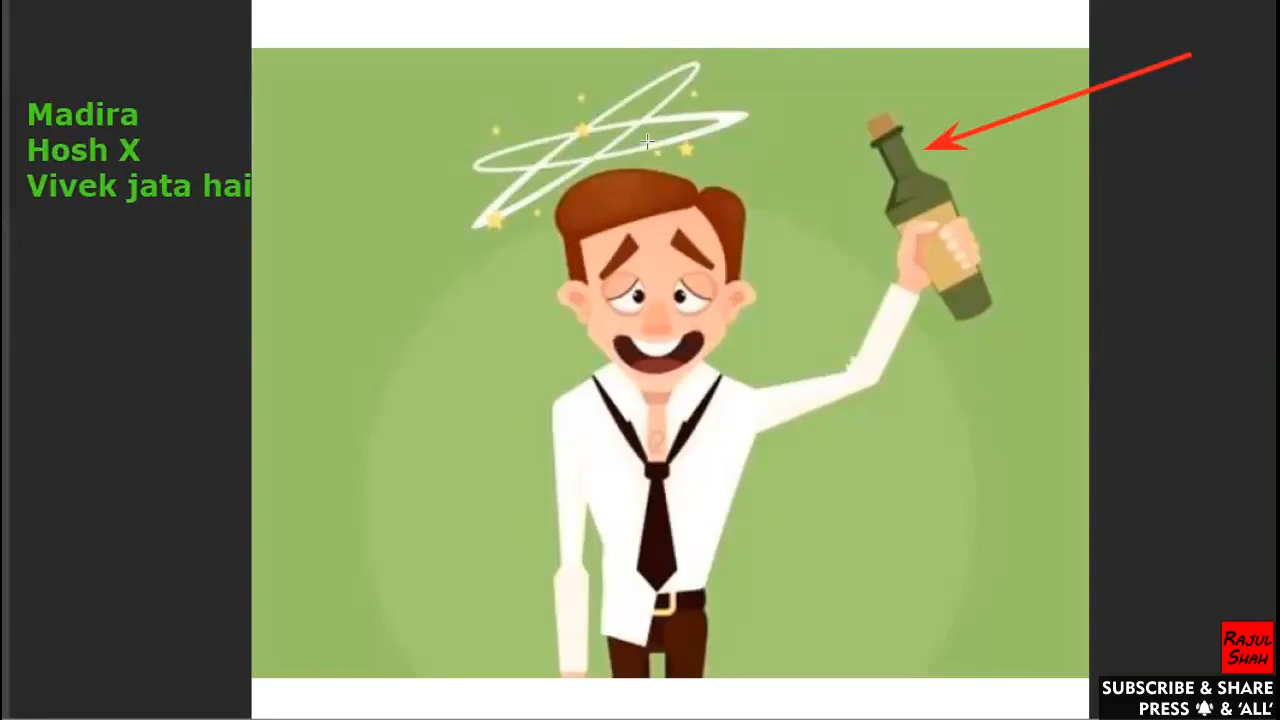 Madira
Hosh X
Vivek jata hai
RAJUL
SHAH
SUBSCRIBE & SHARE
PRESS 🔔 & 'ALL'